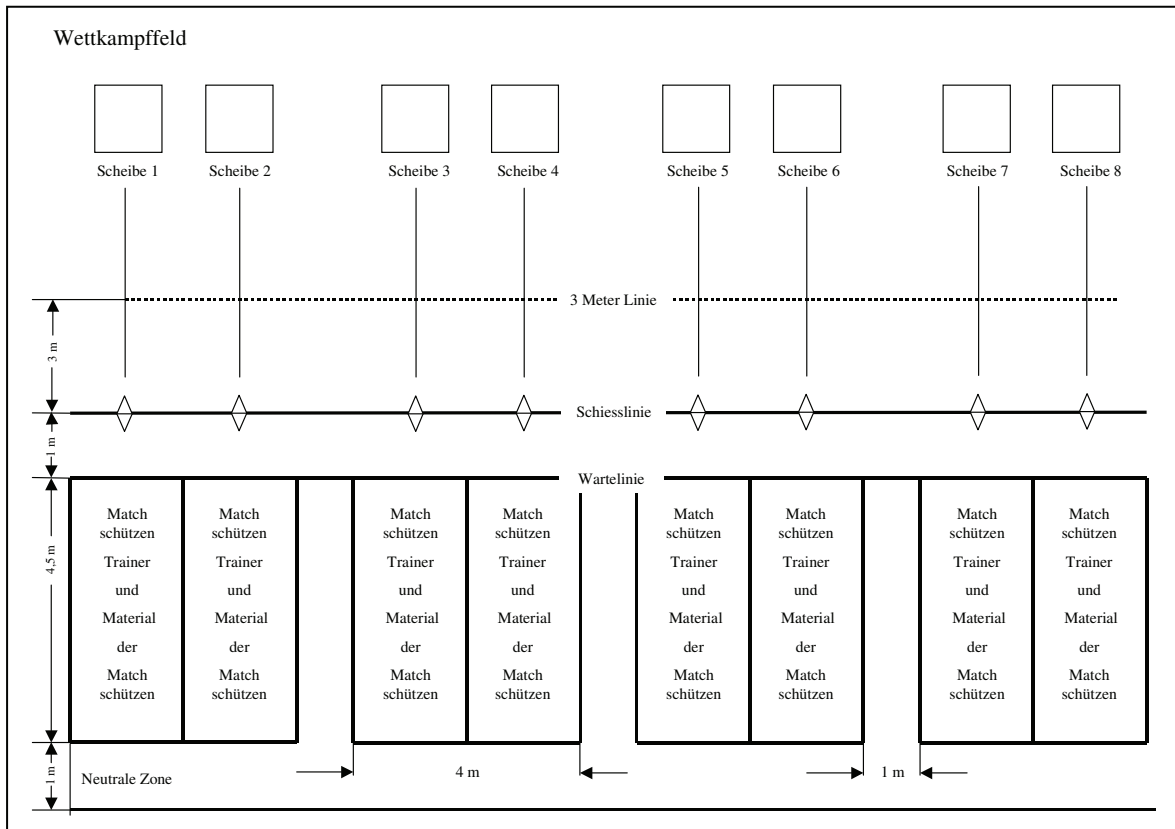 Wettkampffeld
Scheibe 1
Scheibe 2
Scheibe 3
Scheibe 4
Scheibe 5
Scheibe 6
Scheibe 7
Scheibe 8
3 Meter Linie
3 m
Schiesslinie
1 m
Wartelinie
4,5 m
Match
schützen
Trainer
und
Material
der
Match
schützen
Match
schützen
Trainer
und
Material
der
Match
schützen
Match
schützen
Trainer
und
Material
der
Match
schützen
Match
schützen
Trainer
und
Material
der
Match
schützen
Match
schützen
Trainer
und
Material
der
Match
schützen
Match
schützen
Trainer
und
Material
der
Match
schützen
Match
schützen
Trainer
und
Material
der
Match
schützen
Match
schützen
Trainer
und
Material
der
Match
schützen
1 m
Neutrale Zone
4 m
1 m